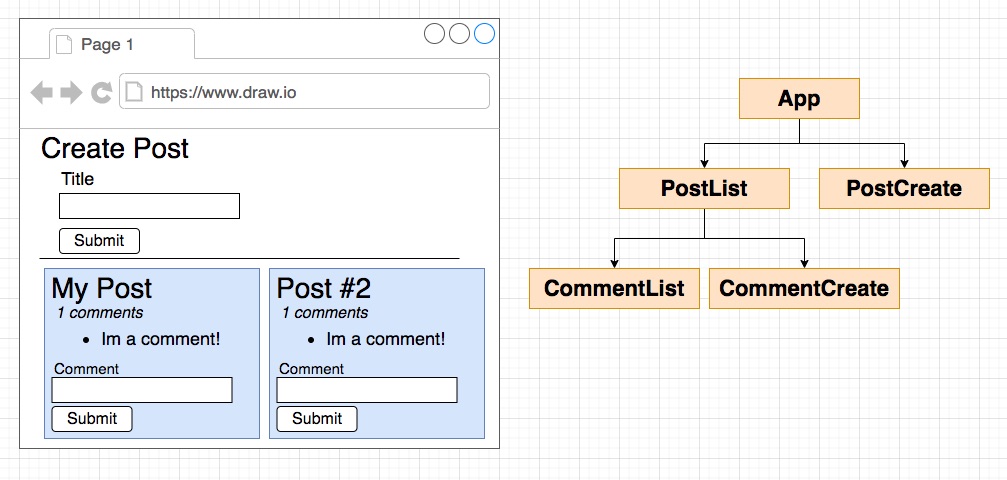 Page 1
https://www.draw.io
Create Post
Title
Submit
My Post
1 comments
• Im a comment!
Comment
Submit
Post #2
1 comments
• Im a comment!
Comment
Submit
App
PostList
PostCreate
CommentList
CommentCreate